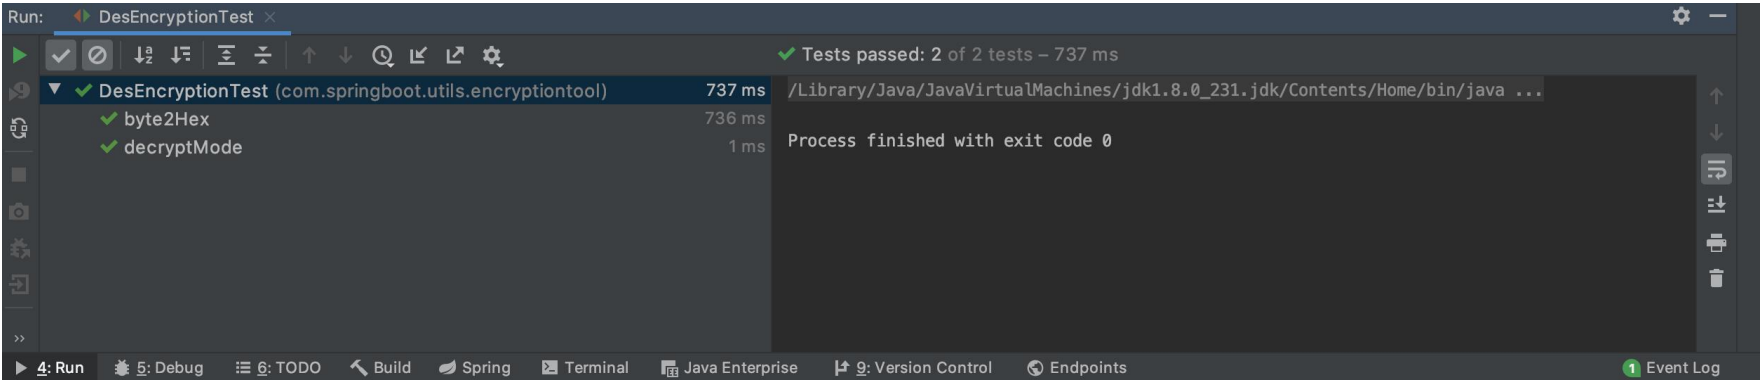 Run: DesEncryptionTest ×
Tests passed: 2 of 2 tests – 737 ms
DesEncryptionTest (com.springboot.utils.encryptiontool) 737 ms
/Library/Java/JavaVirtualMachines/jdk1.8.0_231.jdk/Contents/Home/bin/java ...
byte2Hex 736 ms
decryptMode 1 ms
Process finished with exit code 0
4: Run 5: Debug 6: TODO Build Spring Terminal Java Enterprise 9: Version Control Endpoints 1 Event Log